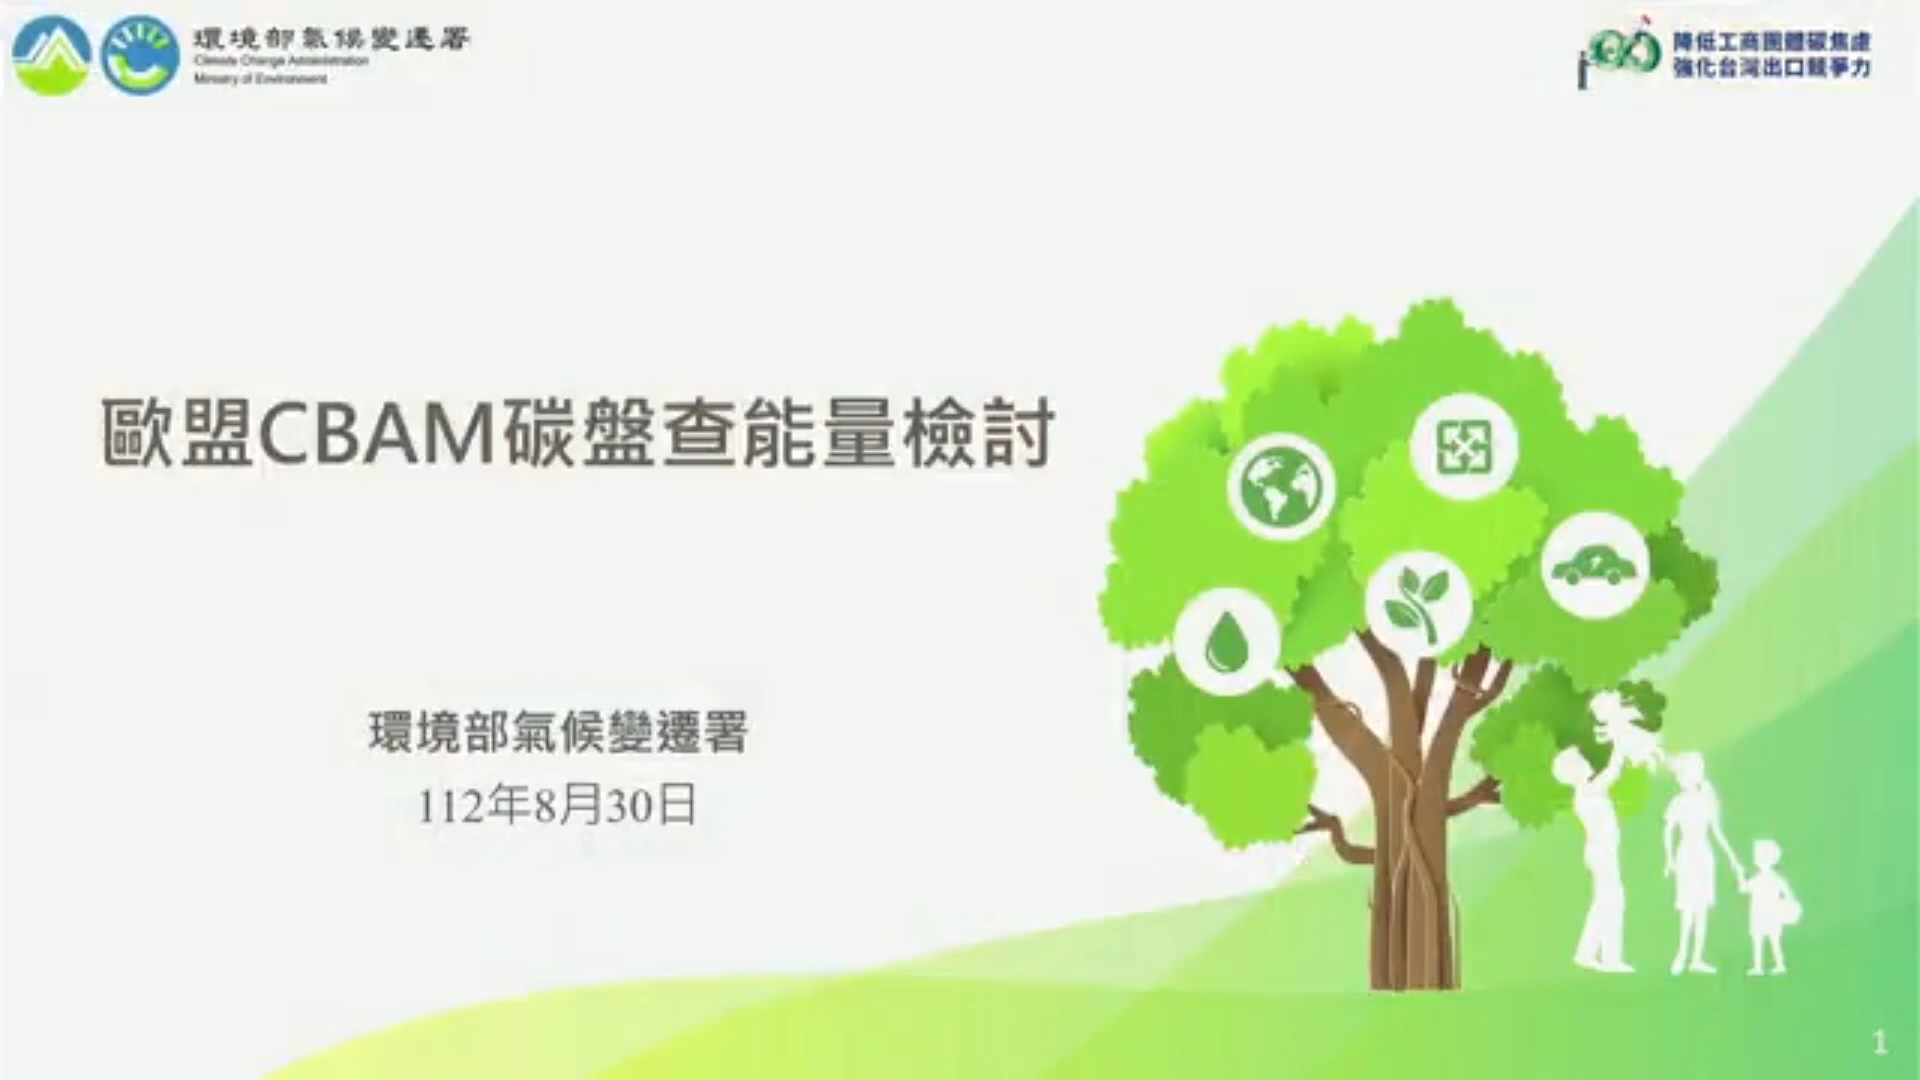 環境部氣候變遷署
Climate Change Administration
Ministry of Environment
降低工商團體碳焦慮
強化台灣出口競爭力
歐盟CBAM碳盤查能量檢討
環境部氣候變遷署
112年8月30日
1